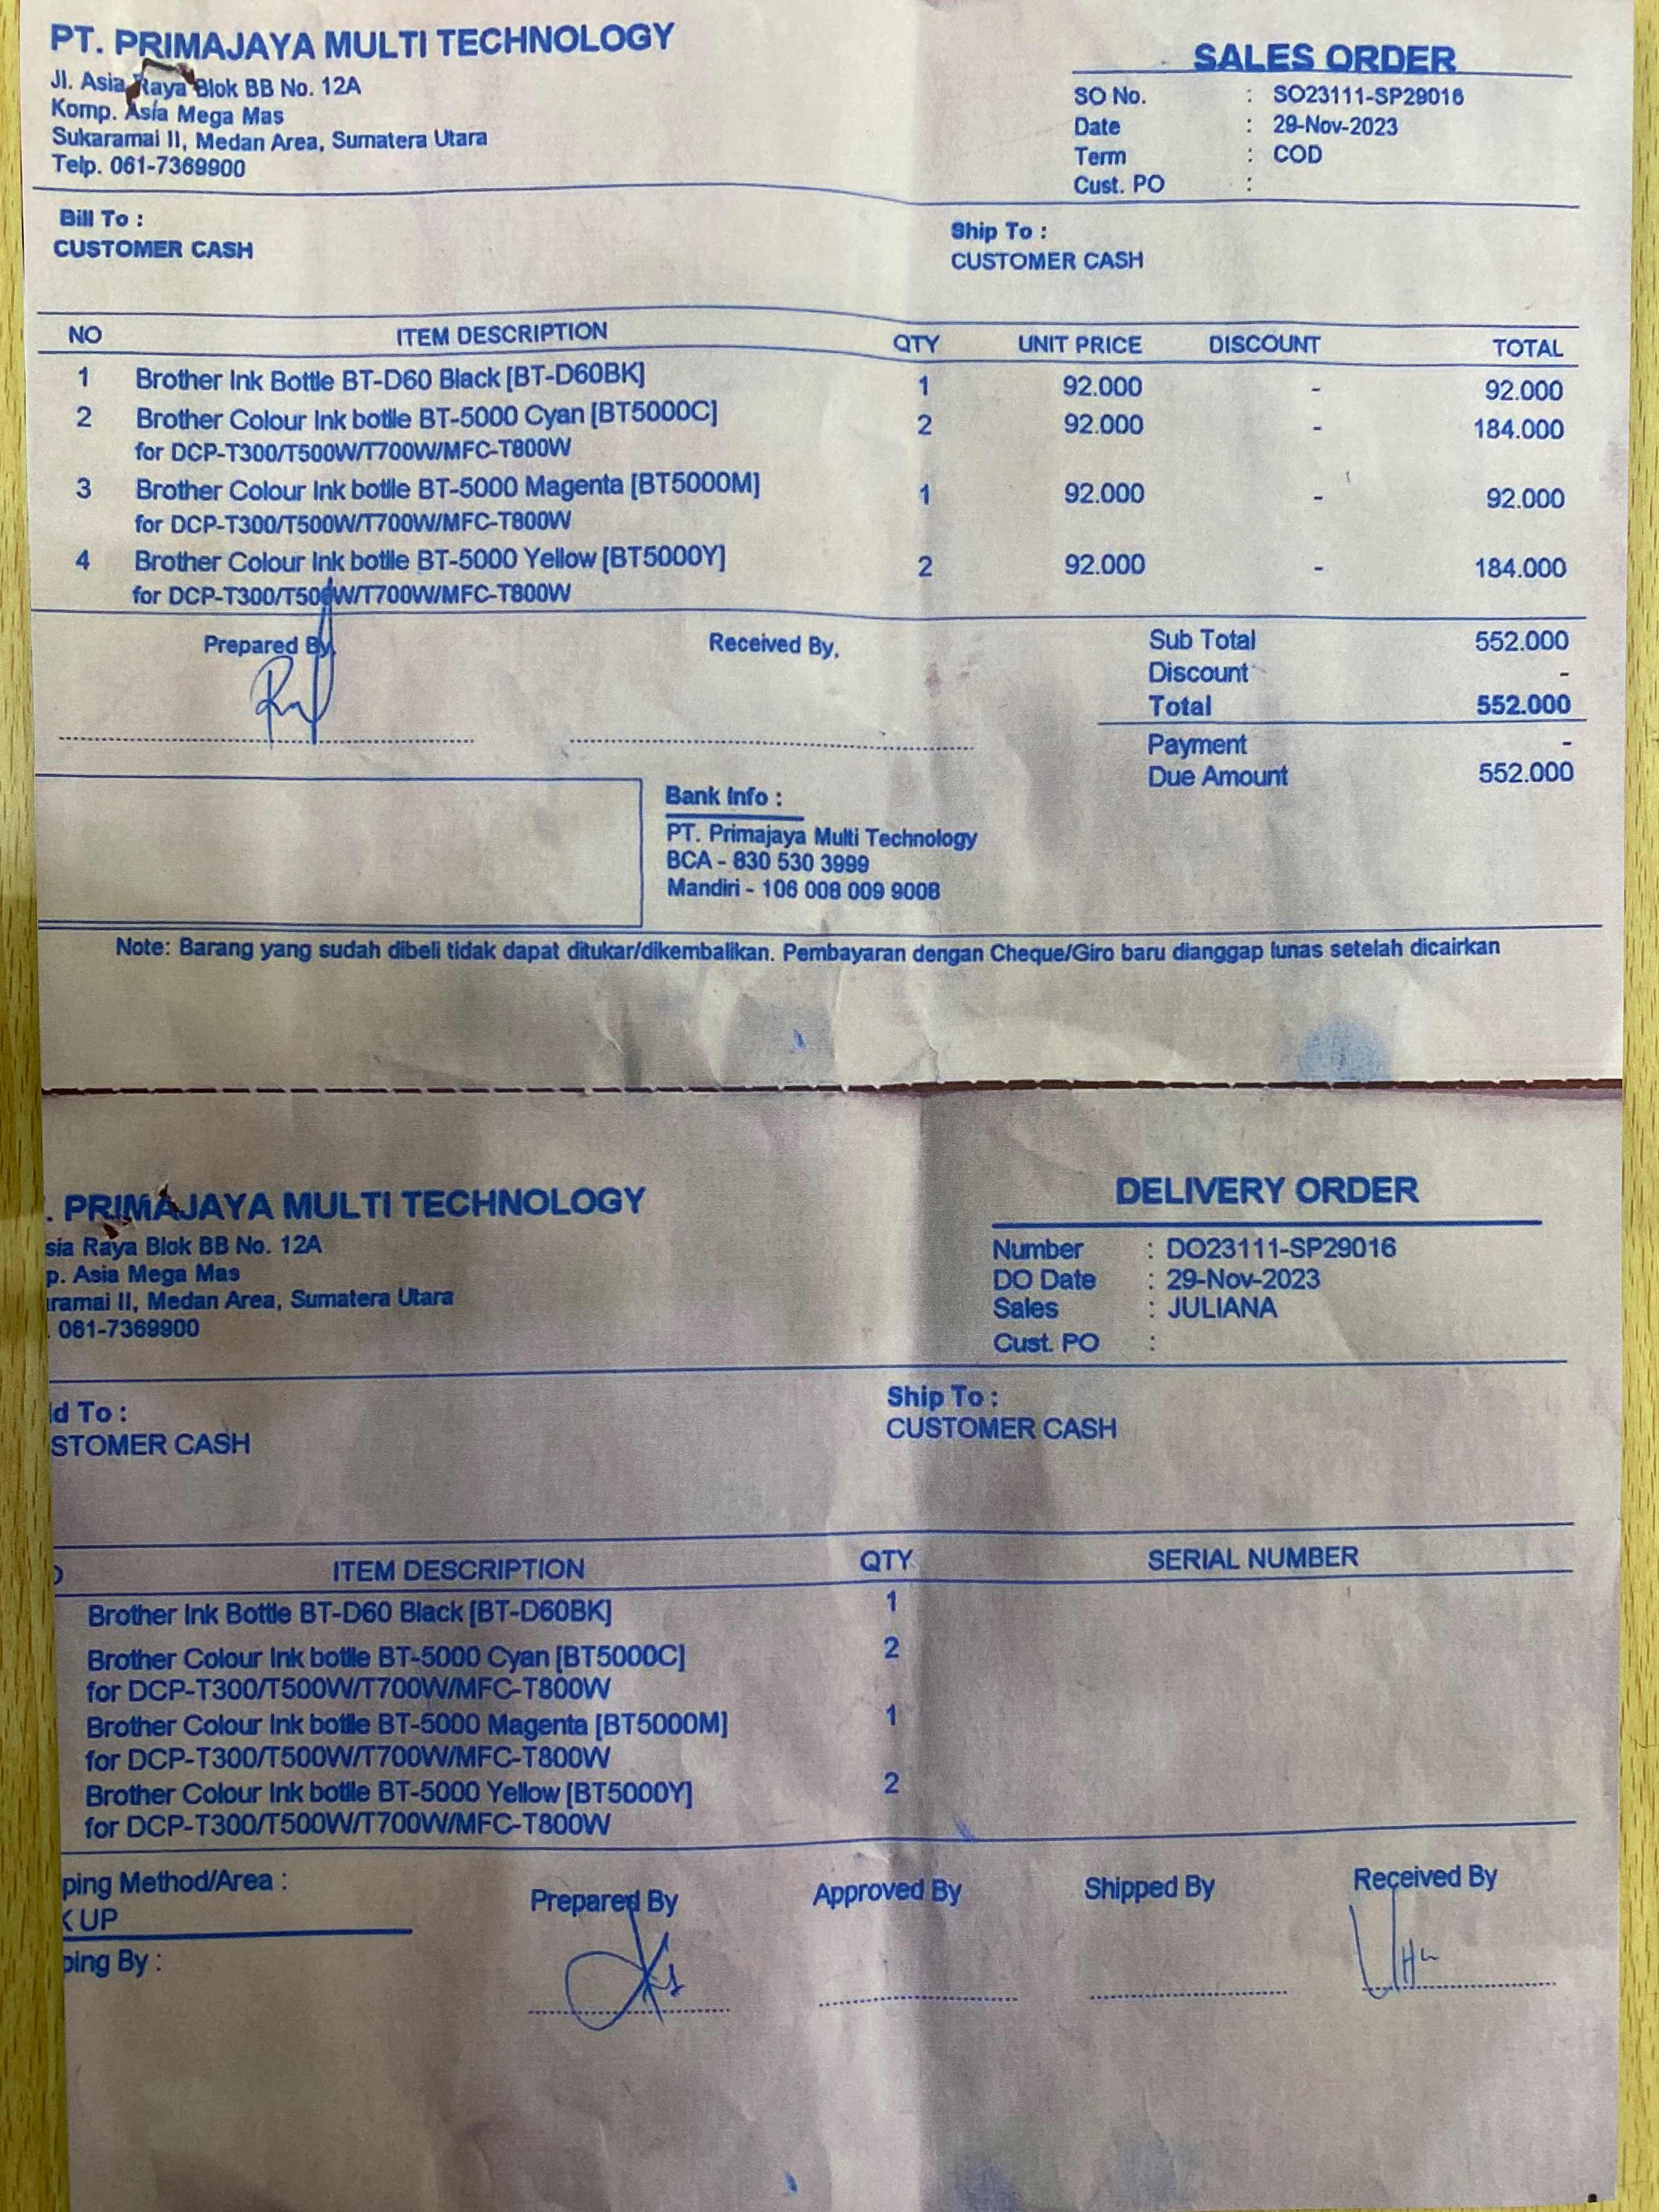 PT. PRIMAJAYA MULTI TECHNOLOGY
Jl. Asia Raya Blok BB No. 12A
Komp. Asia Mega Mas
Sukaramai II, Medan Area, Sumatera Utara
Telp. 061-7369900
SALES ORDER
SO No. : SO23111-SP29016
Date : 29-Nov-2023
Term : COD
Cust. PO :
Bill To :
CUSTOMER CASH
Ship To :
CUSTOMER CASH
NO ITEM DESCRIPTION QTY UNIT PRICE DISCOUNT TOTAL
1 Brother Ink Bottle BT-D60 Black [BT-D60BK] 1 92.000 - 92.000
2 Brother Colour Ink bottle BT-5000 Cyan [BT5000C] 2 92.000 - 184.000
for DCP-T300/T500W/T700W/MFC-T800W
3 Brother Colour Ink bottle BT-5000 Magenta [BT5000M] 1 92.000 - 92.000
for DCP-T300/T500W/T700W/MFC-T800W
4 Brother Colour Ink bottle BT-5000 Yellow [BT5000Y] 2 92.000 - 184.000
for DCP-T300/T500W/T700W/MFC-T800W
Prepared By,
Received By,
Sub Total 552.000
Discount -
Total 552.000
Payment -
Due Amount 552.000
Bank Info :
PT. Primajaya Multi Technology
BCA - 830 530 3999
Mandiri - 106 008 009 9008
Note: Barang yang sudah dibeli tidak dapat ditukar/dikembalikan. Pembayaran dengan Cheque/Giro baru dianggap lunas setelah dicairkan
. PRIMAJAYA MULTI TECHNOLOGY
sia Raya Blok BB No. 12A
p. Asia Mega Mas
ramai II, Medan Area, Sumatera Utara
. 061-7369900
DELIVERY ORDER
Number : DO23111-SP29016
DO Date : 29-Nov-2023
Sales : JULIANA
Cust. PO :
ld To :
STOMER CASH
Ship To :
CUSTOMER CASH
ITEM DESCRIPTION QTY SERIAL NUMBER
Brother Ink Bottle BT-D60 Black [BT-D60BK] 1
Brother Colour Ink bottle BT-5000 Cyan [BT5000C] 2
for DCP-T300/T500W/T700W/MFC-T800W
Brother Colour Ink bottle BT-5000 Magenta [BT5000M] 1
for DCP-T300/T500W/T700W/MFC-T800W
Brother Colour Ink bottle BT-5000 Yellow [BT5000Y] 2
for DCP-T300/T500W/T700W/MFC-T800W
ping Method/Area :
K UP
ping By :
Prepared By
Approved By
Shipped By
Received By